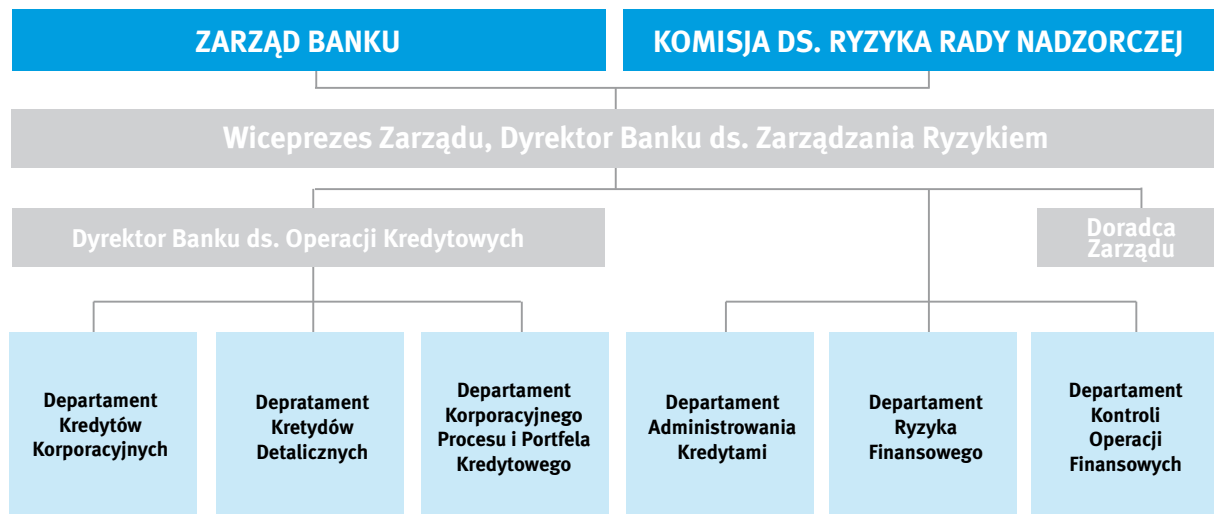 ZARZĄD BANKU
KOMISJA DS. RYZYKA RADY NADZORCZEJ
Wiceprezes Zarządu, Dyrektor Banku ds. Zarządzania Ryzykiem
Dyrektor Banku ds. Operacji Kredytowych
Doradca
Zarządu
Departament
Kredytów
Korporacyjnych
Depratament
Kretydów
Detalicznych
Departament
Korporacyjnego
Procesu i Portfela
Kredytowego
Departament
Administrowania
Kredytami
Departament
Ryzyka
Finansowego
Departament
Kontroli
Operacji
Finansowych